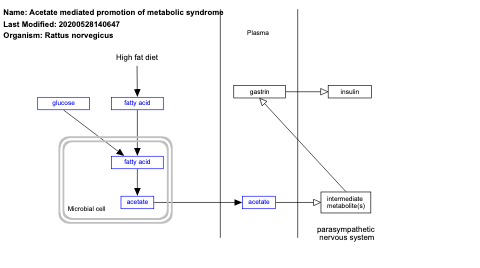 Name: Acetate mediated promotion of metabolic syndrome
Last Modified: 20200528140647
Organism: Rattus norvegicus
Plasma
High fat diet
gastrin
insulin
glucose
fatty acid
fatty acid
acetate
acetate
intermediate
metabolite(s)
Microbial cell
parasympathetic
nervous system